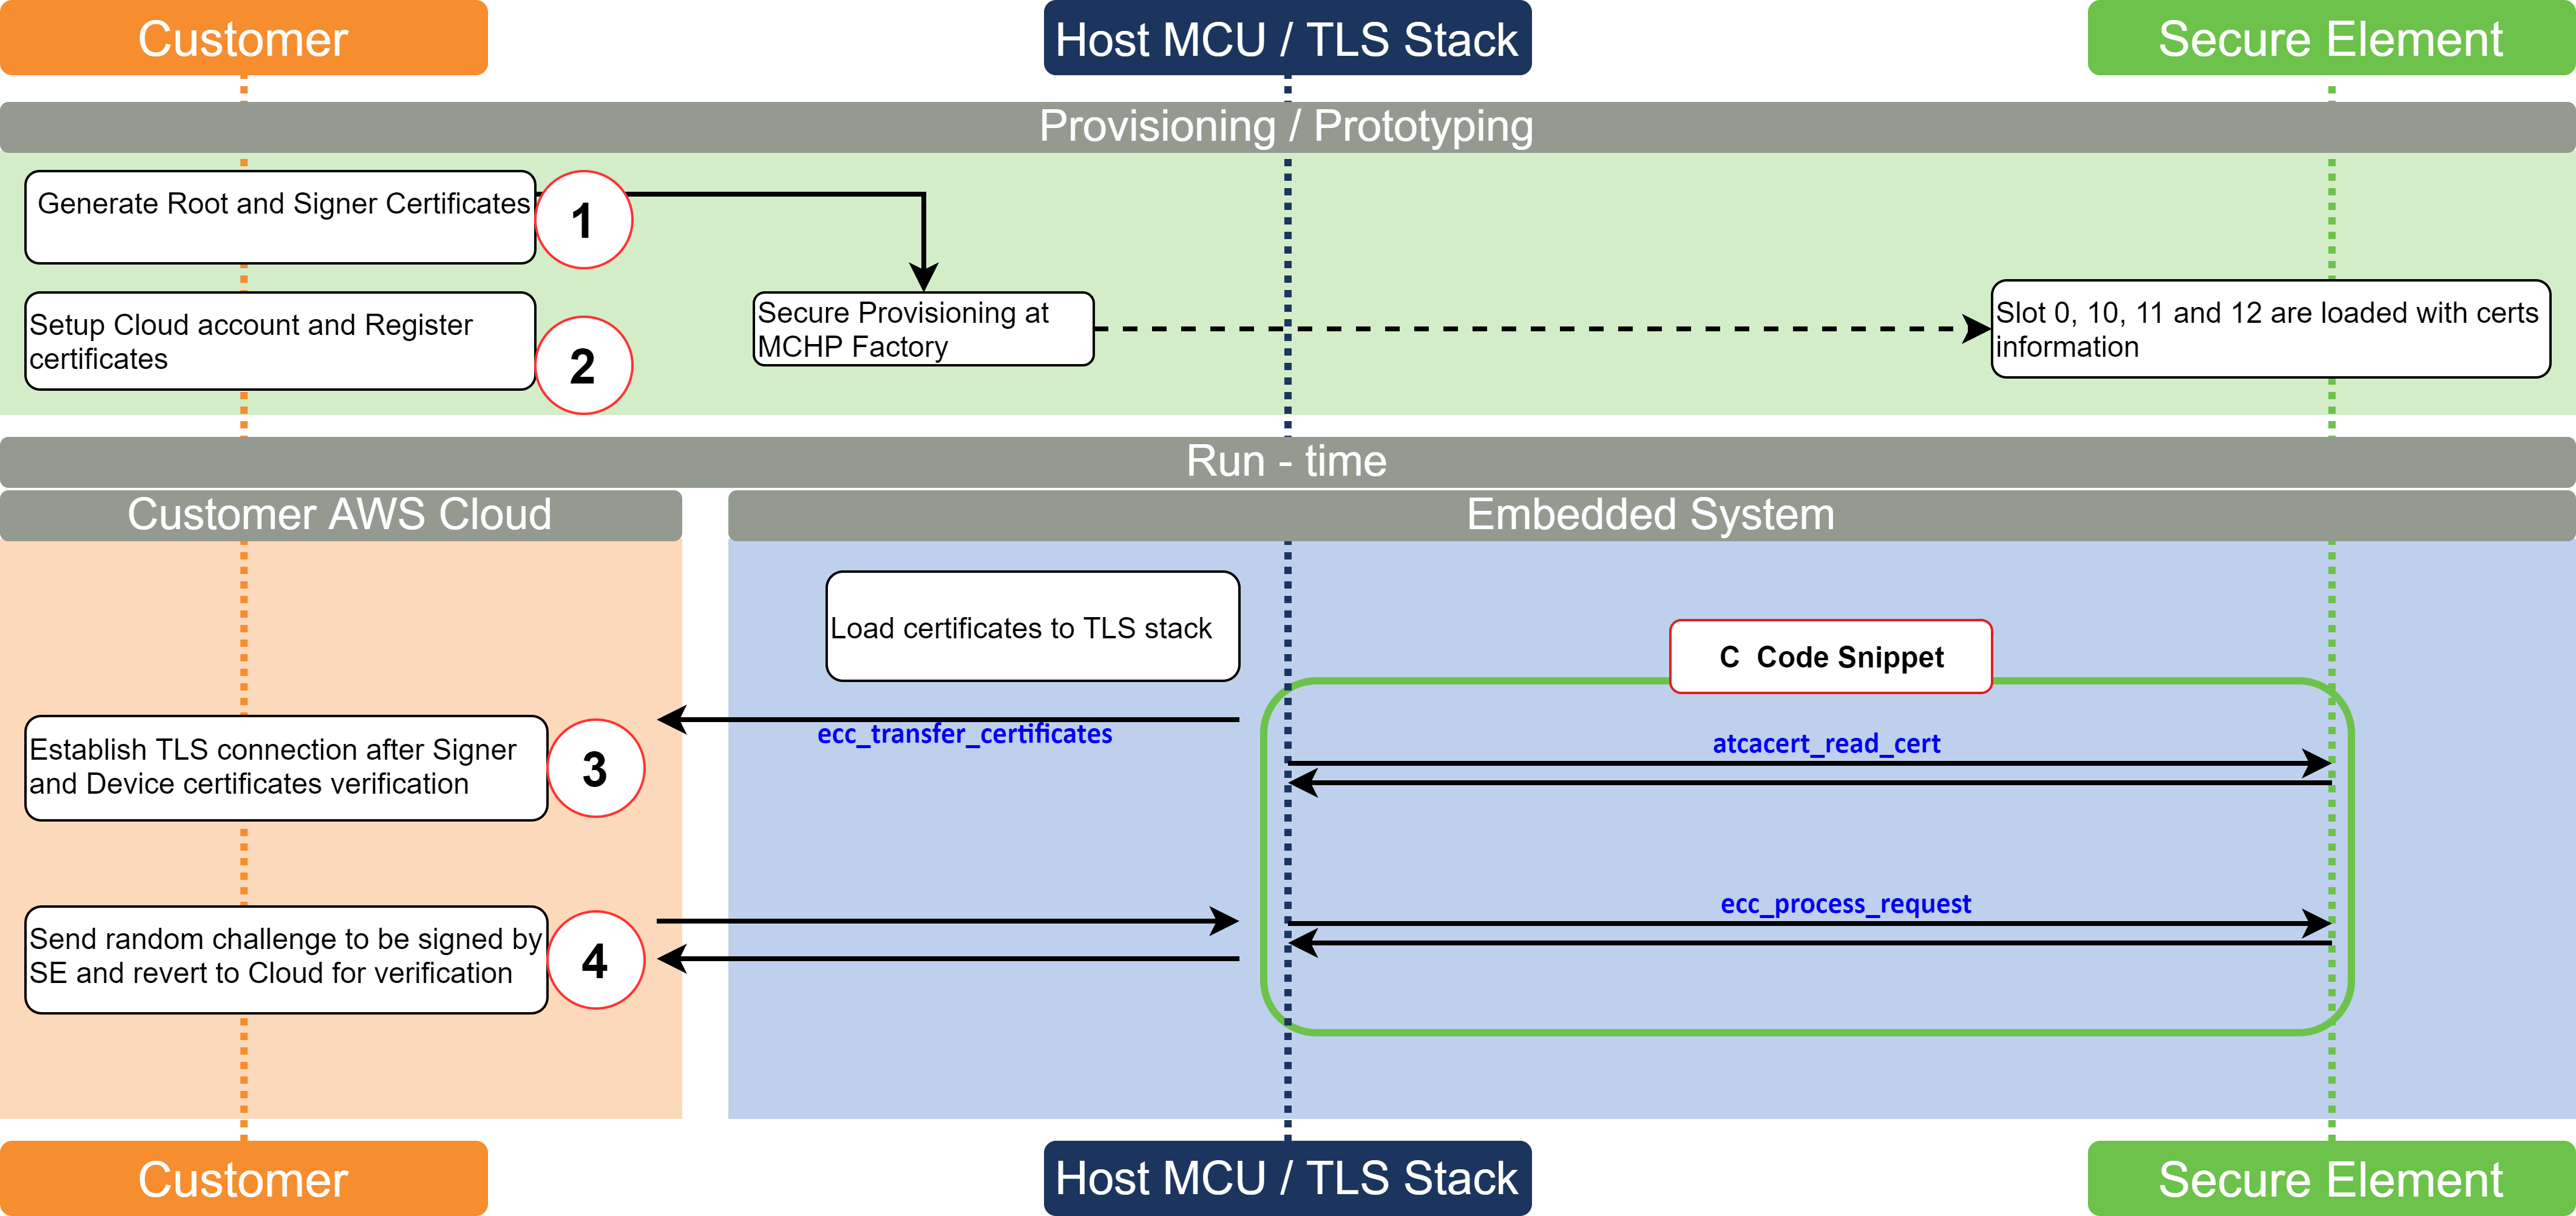 Customer
Host MCU / TLS Stack
Secure Element
Provisioning / Prototyping
Generate Root and Signer Certificates
1
Setup Cloud account and Register
certificates
2
Secure Provisioning at
MCHP Factory
Slot 0, 10, 11 and 12 are loaded with certs
information
Run - time
Customer AWS Cloud
Embedded System
Load certificates to TLS stack
C  Code Snippet
ecc_transfer_certificates
atcacert_read_cert
Establish TLS connection after Signer
and Device certificates verification
3
ecc_process_request
Send random challenge to be signed by
SE and revert to Cloud for verification
4
Customer
Host MCU / TLS Stack
Secure Element